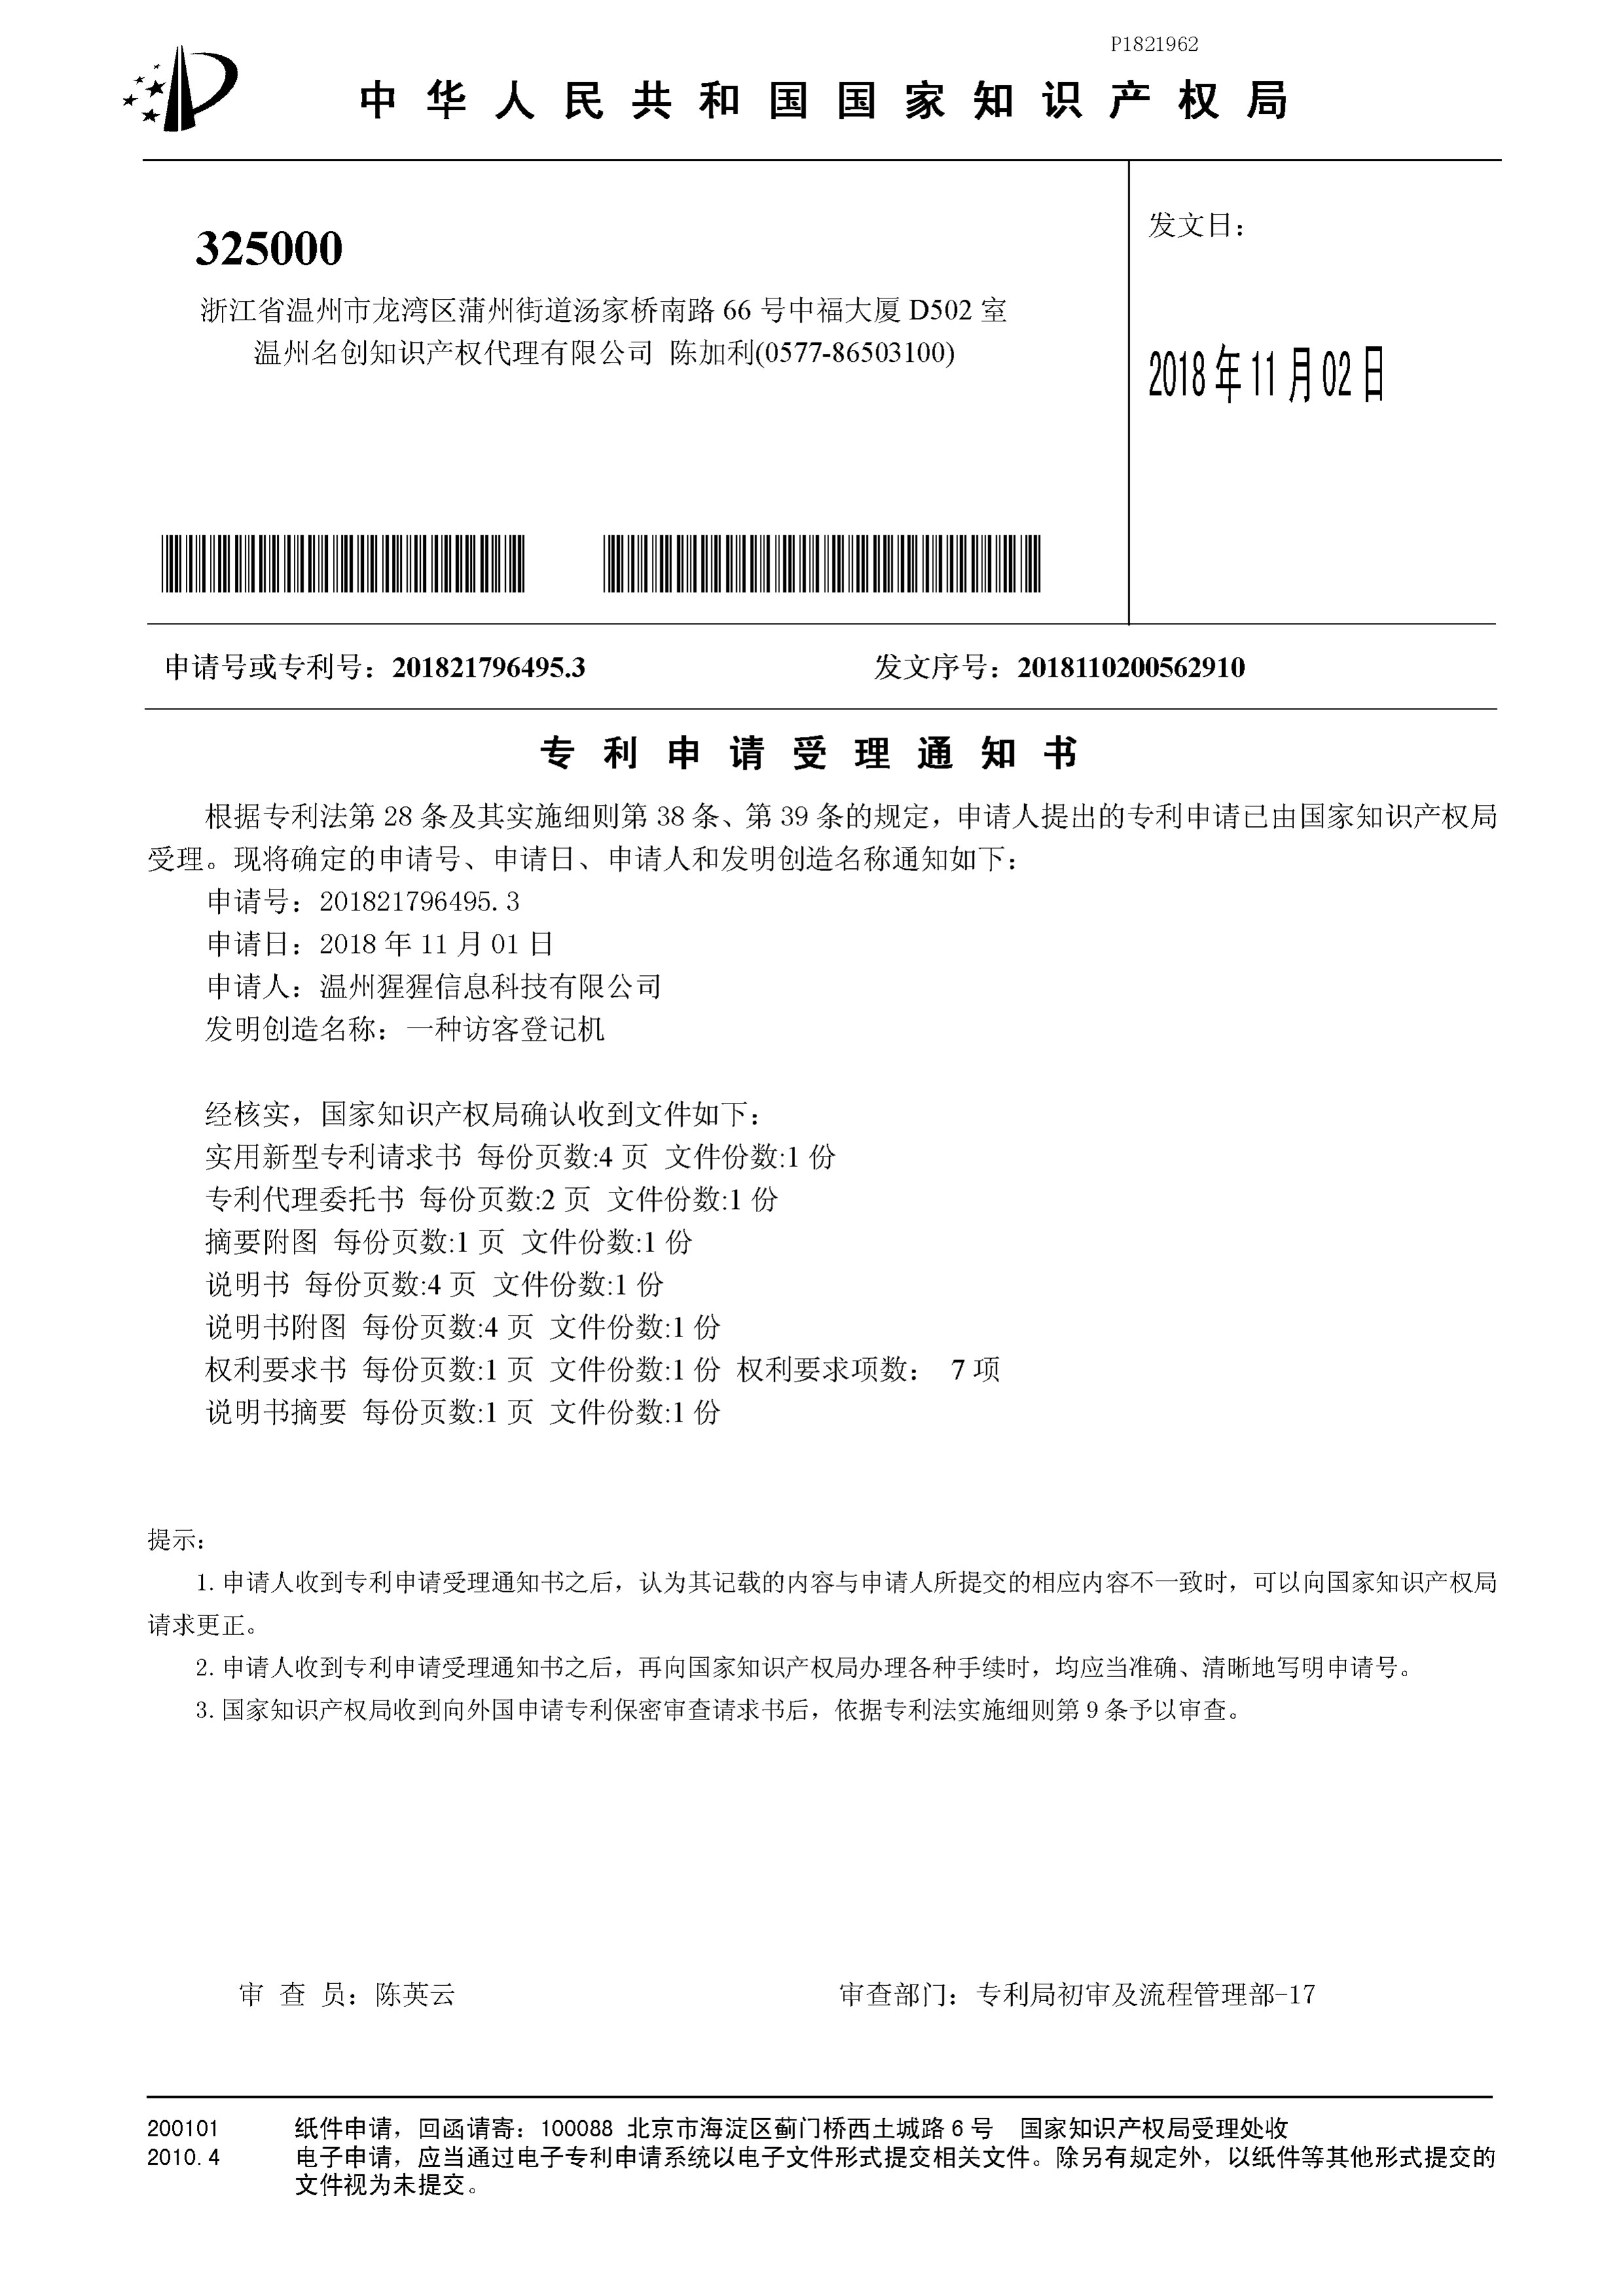 P1821962
中华人民共和国国家知识产权局
325000
浙江省温州市龙湾区蒲州街道汤家桥南路 66 号中福大厦 D502 室
温州名创知识产权代理有限公司 陈加利(0577-86503100)
发文日：
2018 年 11 月 02 日
申请号或专利号：201821796495.3 发文序号：2018110200562910
专利申请受理通知书
根据专利法第 28 条及其实施细则第 38 条、第 39 条的规定，申请人提出的专利申请已由国家知识产权局
受理。现将确定的申请号、申请日、申请人和发明创造名称通知如下：
申请号：201821796495.3
申请日：2018 年 11 月 01 日
申请人：温州猩猩信息科技有限公司
发明创造名称：一种访客登记机
经核实，国家知识产权局确认收到文件如下：
实用新型专利请求书 每份页数:4 页 文件份数:1 份
专利代理委托书 每份页数:2 页 文件份数:1 份
摘要附图 每份页数:1 页 文件份数:1 份
说明书 每份页数:4 页 文件份数:1 份
说明书附图 每份页数:4 页 文件份数:1 份
权利要求书 每份页数:1 页 文件份数:1 份 权利要求项数： 7 项
说明书摘要 每份页数:1 页 文件份数:1 份
提示：
1. 申请人收到专利申请受理通知书之后，认为其记载的内容与申请人所提交的相应内容不一致时，可以向国家知识产权局
请求更正。
2. 申请人收到专利申请受理通知书之后，再向国家知识产权局办理各种手续时，均应当准确、清晰地写明申请号。
3. 国家知识产权局收到向外国申请专利保密审查请求书后，依据专利法实施细则第 9 条予以审查。
审 查 员：陈英云 审查部门：专利局初审及流程管理部-17
200101 纸件申请，回函请寄：100088 北京市海淀区蓟门桥西土城路 6 号 国家知识产权局受理处收
2010.4 电子申请，应当通过电子专利申请系统以电子文件形式提交相关文件。除另有规定外，以纸件等其他形式提交的
文件视为未提交。